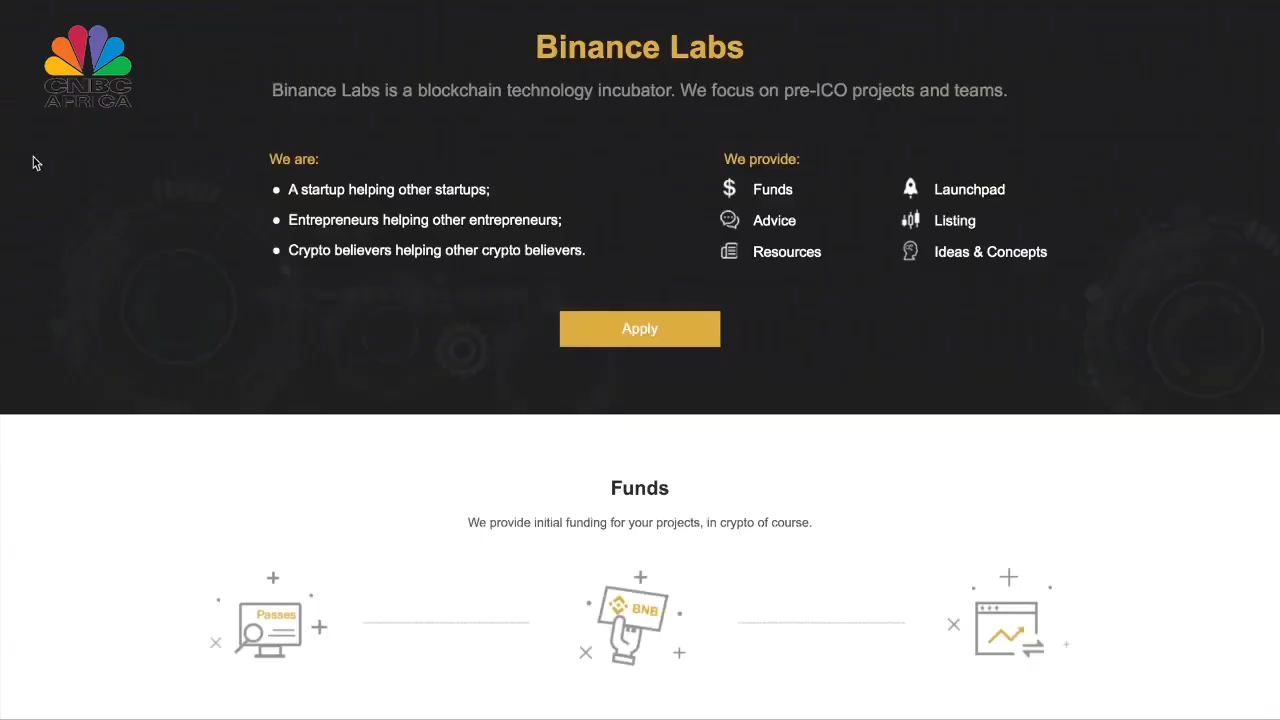 CNBC
AFRICA
Binance Labs
Binance Labs is a blockchain technology incubator. We focus on pre-ICO projects and teams.
We are:
A startup helping other startups;
Entrepreneurs helping other entrepreneurs;
Crypto believers helping other crypto believers.
We provide:
$ Funds
Launchpad
Advice
Listing
Resources
Ideas & Concepts
Apply
Funds
We provide initial funding for your projects, in crypto of course.
Passes
BNB